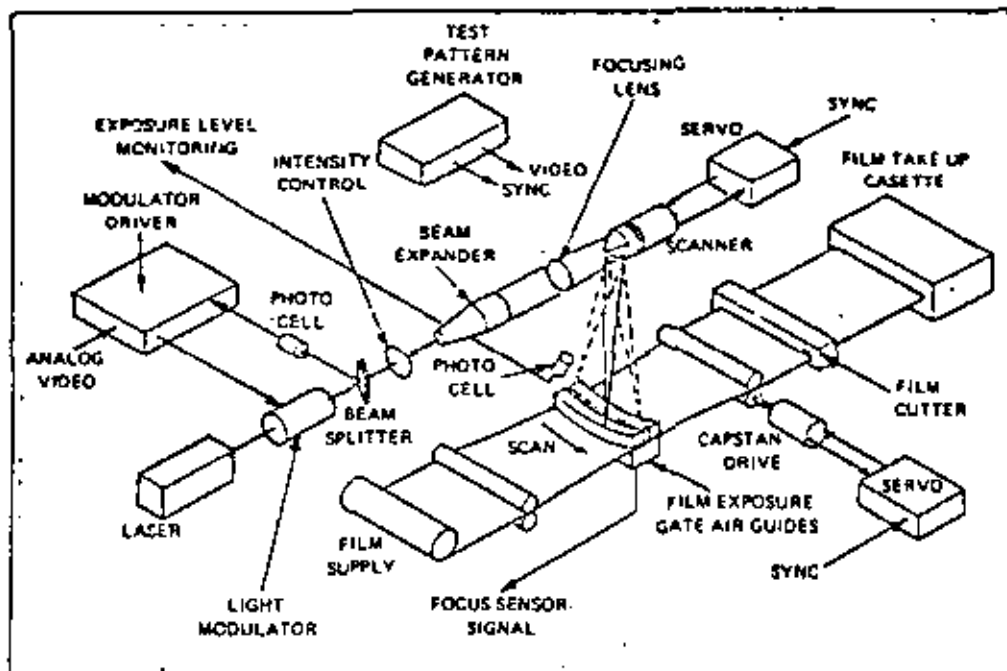 TEST
PATTERN
GENERATOR
FOCUSING
LENS
SYNC
SERVO
EXPOSURE LEVEL
MONITORING
INTENSITY
CONTROL
VIDEO
SYNC
FILM TAKE UP
CASETTE
MODULATOR
DRIVER
BEAM
EXPANDER
SCANNER
PHOTO
CELL
ANALOG
VIDEO
PHOTO
CELL
FILM
CUTTER
BEAM
SPLITTER
SCAN
CAPSTAN
DRIVE
SERVO
LASER
FILM
SUPPLY
FILM EXPOSURE
GATE AIR GUIDES
SYNC
LIGHT
MODULATOR
FOCUS SENSOR
SIGNAL